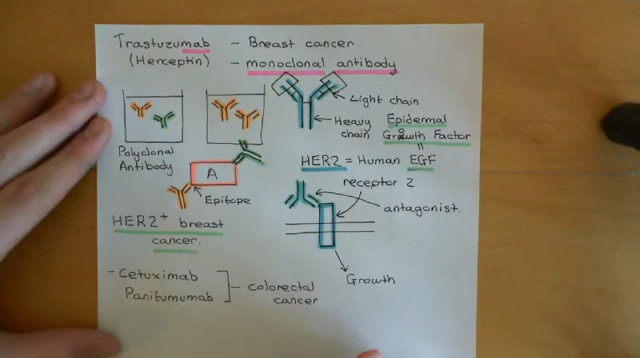 Trastuzumab – Breast cancer
(Herceptin) – monoclonal antibody
Light chain
Heavy chain
Epidermal
Growth Factor
=
Polyclonal
Antibody
A
Epitope
HER2 = Human EGF
receptor 2
antagonist.
HER2+ breast
cancer.
Growth
- Cetuximab
Panitumumab
colorectal
cancer